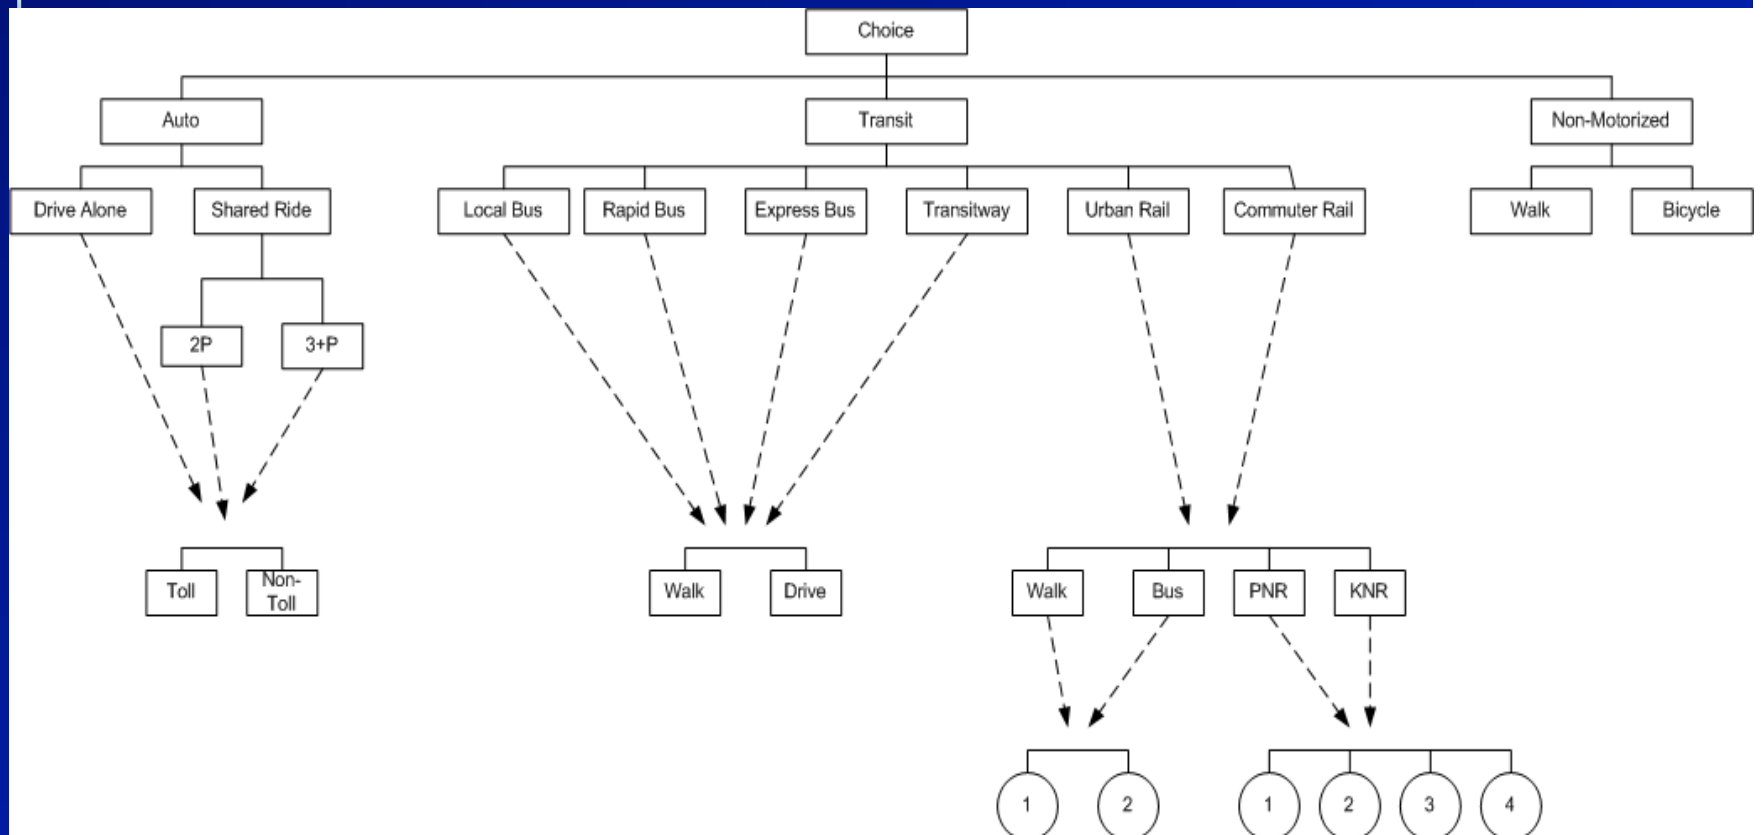 Choice
Auto
Transit
Non-Motorized
Drive Alone
Shared Ride
Local Bus
Rapid Bus
Express Bus
Transitway
Urban Rail
Commuter Rail
Walk
Bicycle
2P
3+P
Toll
Non-
Toll
Walk
Drive
Walk
Bus
PNR
KNR
1
2
1
2
3
4